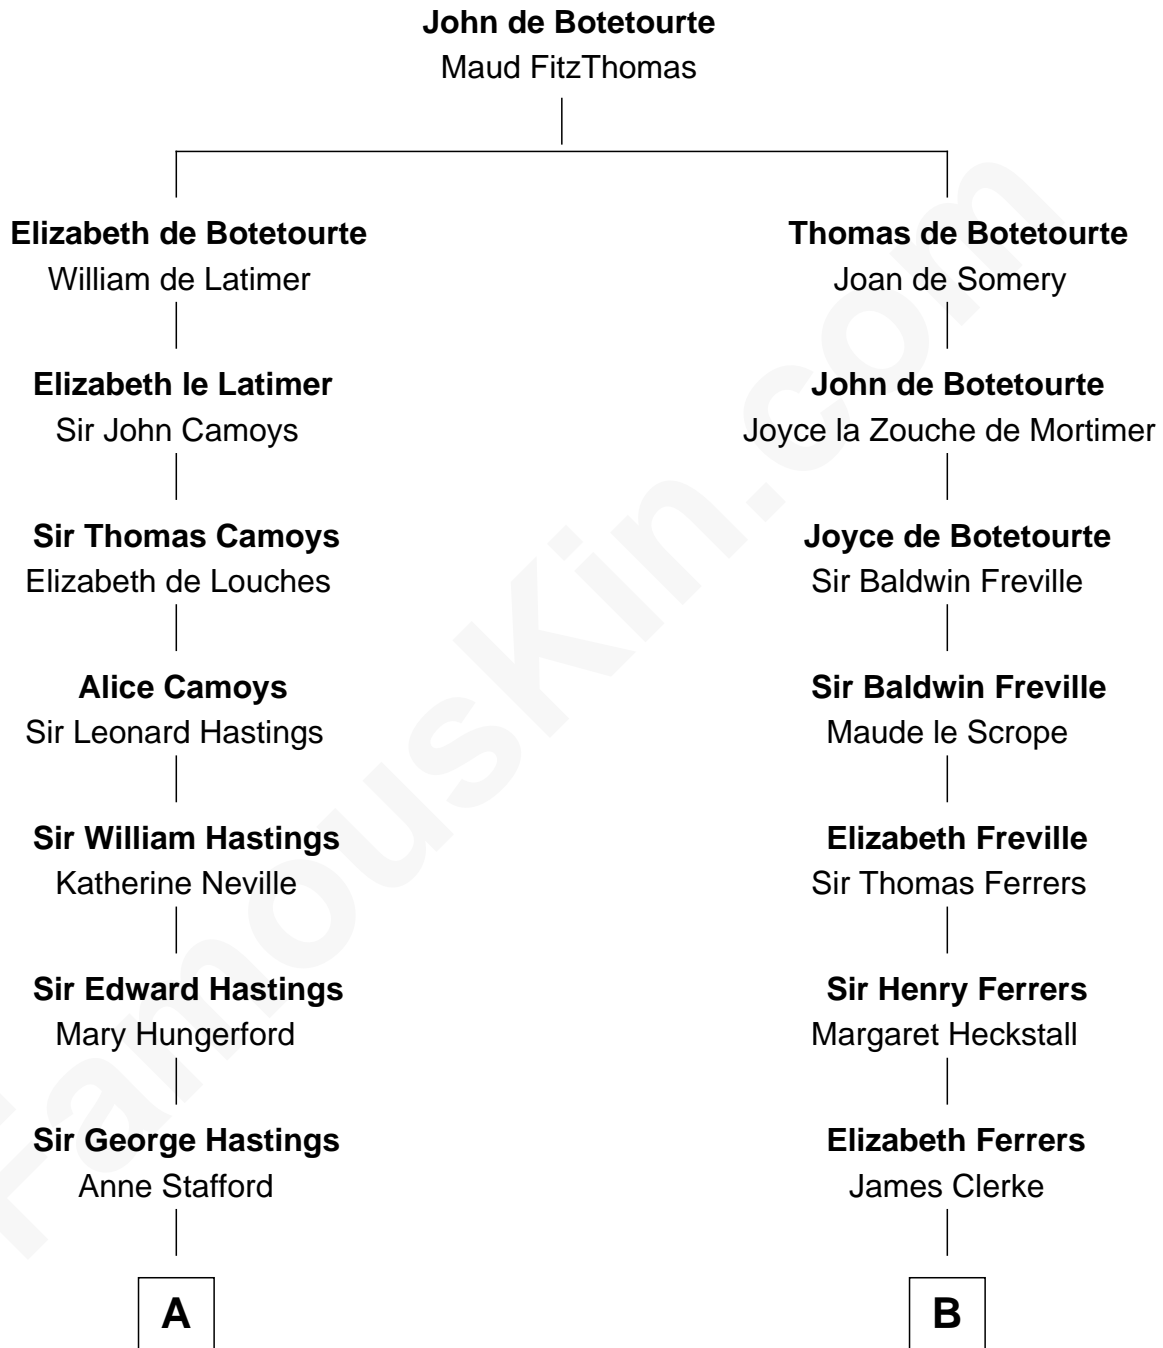 John de Botetourte
Maud FitzThomas
Elizabeth de Botetourte
William de Latimer
Thomas de Botetourte
Joan de Somery
Elizabeth le Latimer
Sir John Camoys
John de Botetourte
Joyce la Zouche de Mortimer
Sir Thomas Camoys
Elizabeth de Louches
Joyce de Botetourte
Sir Baldwin Freville
Alice Camoys
Sir Leonard Hastings
Sir Baldwin Freville
Maude le Scrope
Sir William Hastings
Katherine Neville
Elizabeth Freville
Sir Thomas Ferrers
Sir Edward Hastings
Mary Hungerford
Sir Henry Ferrers
Margaret Heckstall
Sir George Hastings
Anne Stafford
Elizabeth Ferrers
James Clerke
A
B
FamousKin.com